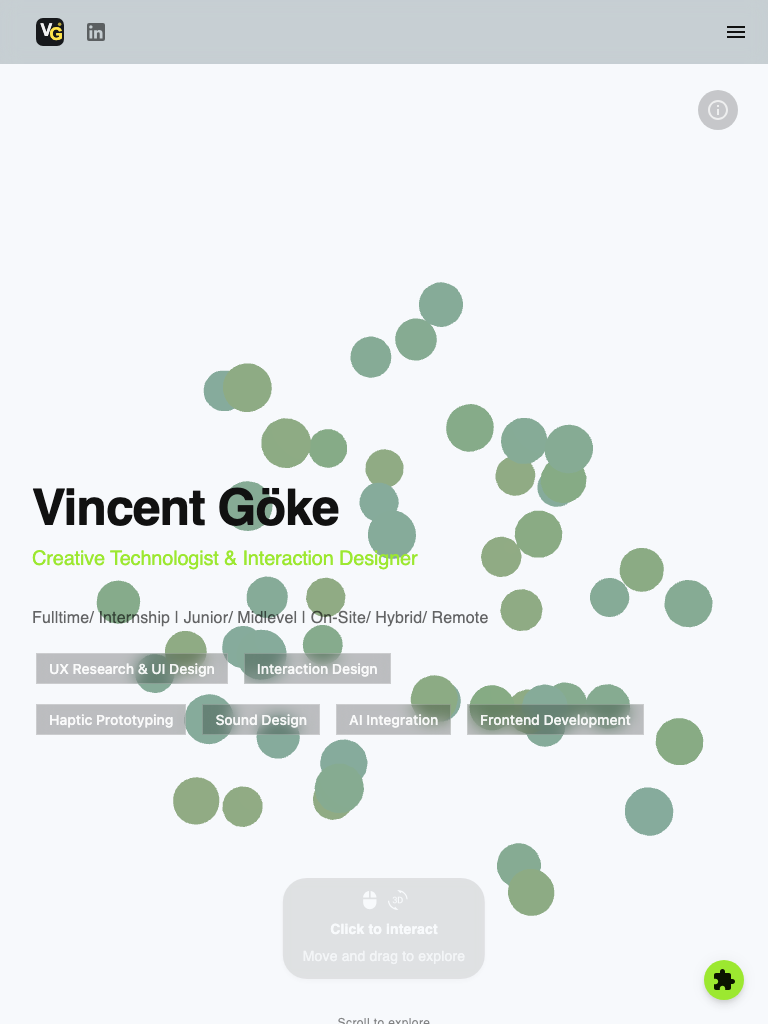 VG
Vincent Göke
Creative Technologist & Interaction Designer
Fulltime/ Internship | Junior/ Midlevel | On-Site/ Hybrid/ Remote
UX Research & UI Design
Interaction Design
Haptic Prototyping
Sound Design
AI Integration
Frontend Development
3D
Click to interact
Move and drag to explore
Scroll to explore